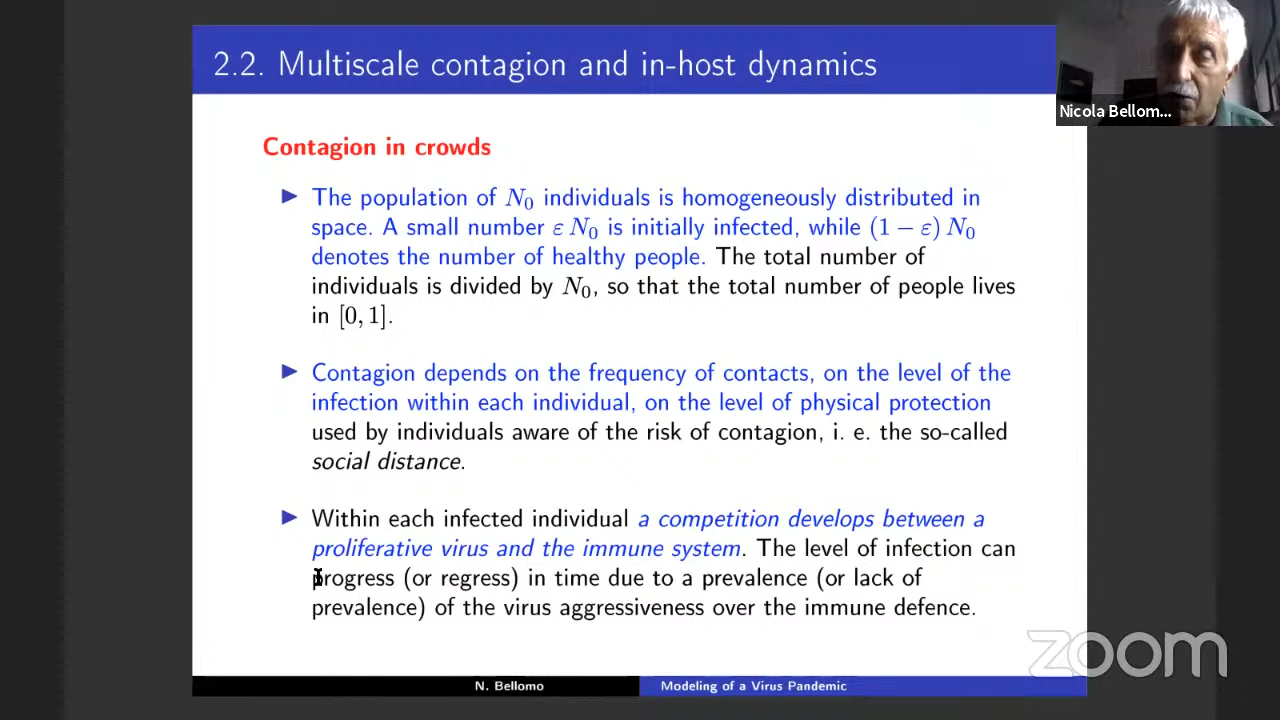 2.2. Multiscale contagion and in-host dynamics
Nicola Bellom...
Contagion in crowds
▶ The population of N₀ individuals is homogeneously distributed in
space. A small number ε N₀ is initially infected, while (1 − ε) N₀
denotes the number of healthy people. The total number of
individuals is divided by N₀, so that the total number of people lives
in [0, 1].
▶ Contagion depends on the frequency of contacts, on the level of the
infection within each individual, on the level of physical protection
used by individuals aware of the risk of contagion, i. e. the so-called
social distance.
▶ Within each infected individual a competition develops between a
proliferative virus and the immune system. The level of infection can
progress (or regress) in time due to a prevalence (or lack of
prevalence) of the virus aggressiveness over the immune defence.
zoom
N. Bellomo
Modeling of a Virus Pandemic